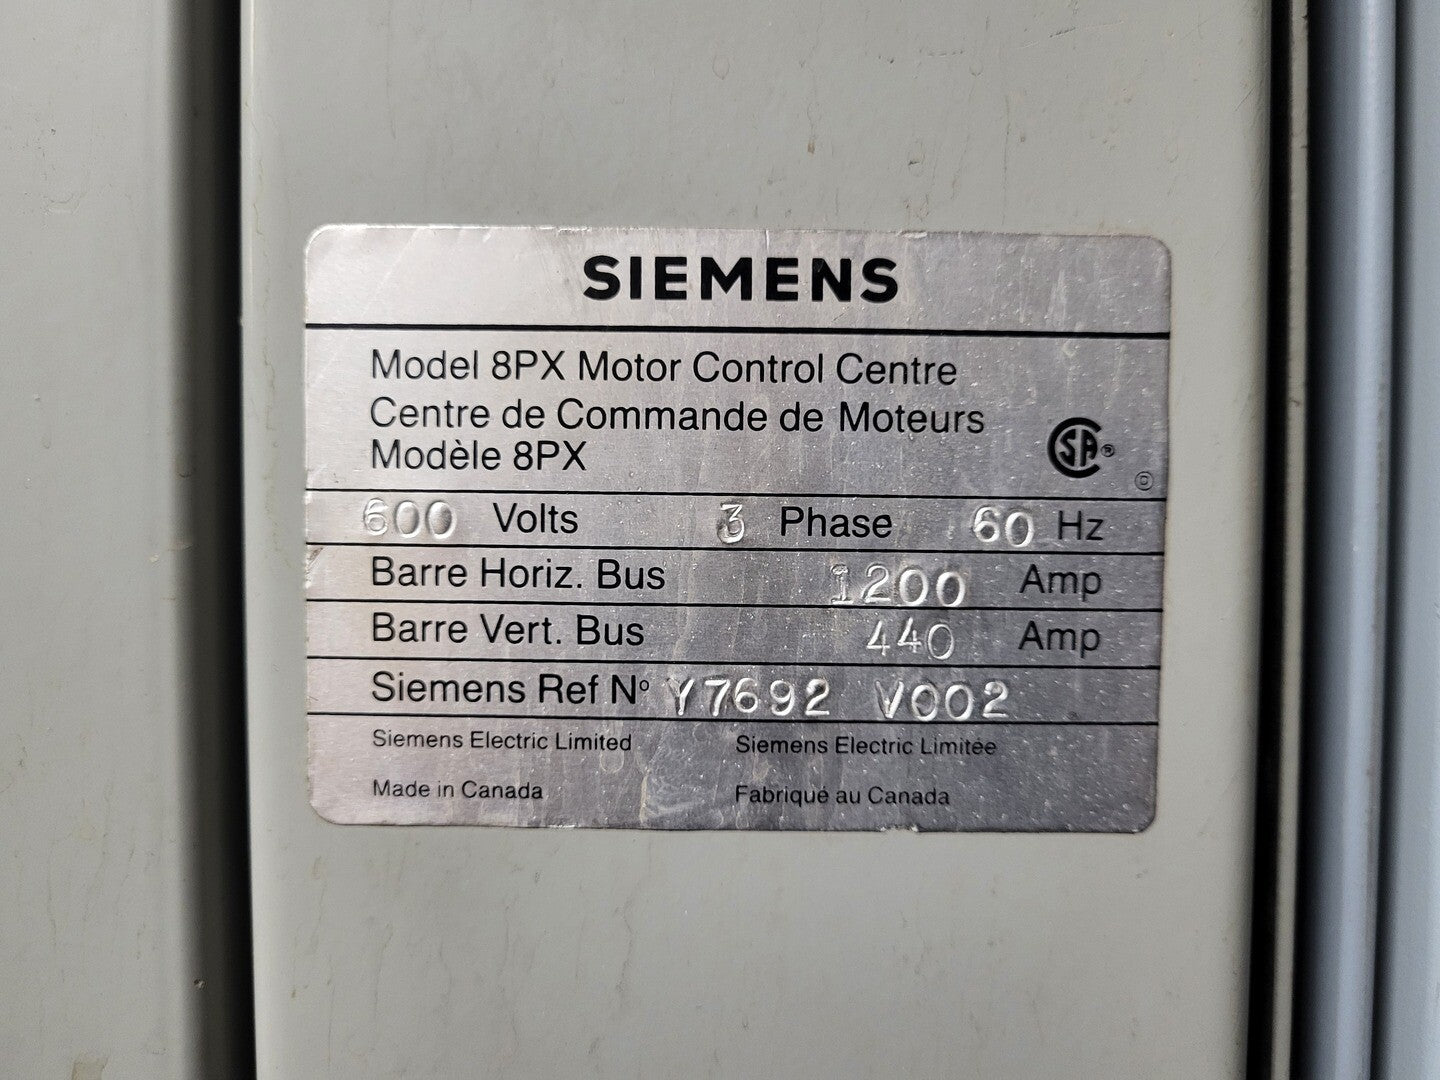 SIEMENS
Model 8PX Motor Control Centre
Centre de Commande de Moteurs
Modèle 8PX
SA ®
600 Volts 3 Phase 60 Hz
Barre Horiz. Bus 1200 Amp
Barre Vert. Bus 440 Amp
Siemens Ref Nº Y7692 V002
Siemens Electric Limited Siemens Electric Limitée
Made in Canada Fabriqué au Canada